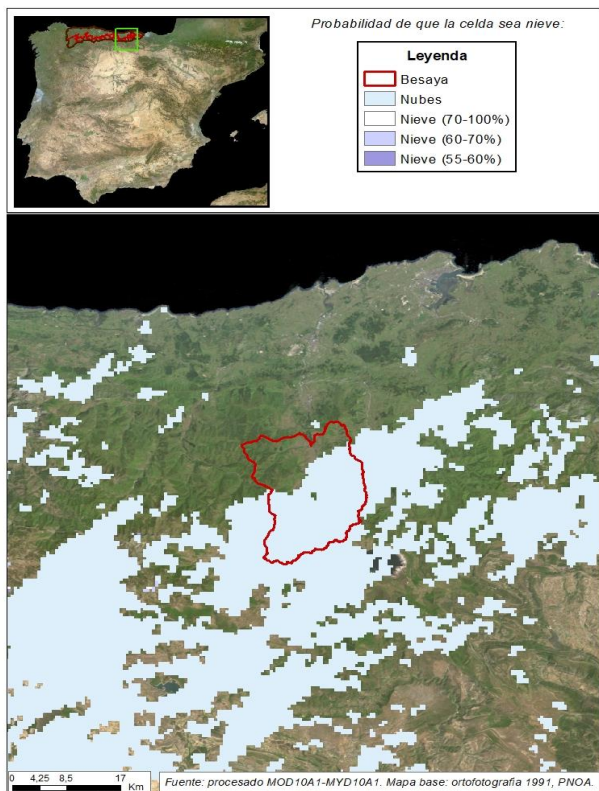 Probabilidad de que la celda sea nieve:
Leyenda
Besaya
Nubes
Nieve (70-100%)
Nieve (60-70%)
Nieve (55-60%)
0 4,25 8,5 17
Km
Fuente: procesado MOD10A1-MYD10A1. Mapa base: ortofotografia 1991, PNOA.